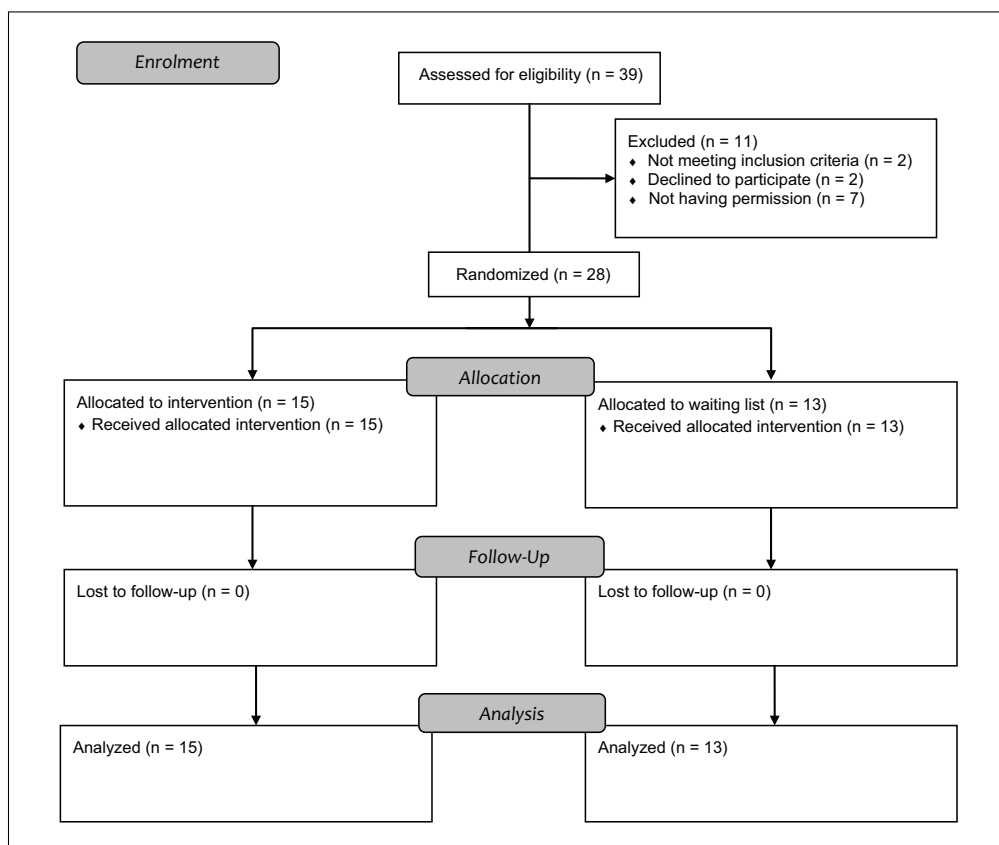 Enrolment
Assessed for eligibility (n = 39)
Excluded (n = 11)
♦ Not meeting inclusion criteria (n = 2)
♦ Declined to participate (n = 2)
♦ Not having permission (n = 7)
Randomized (n = 28)
Allocation
Allocated to intervention (n = 15)
♦ Received allocated intervention (n = 15)
Allocated to waiting list (n = 13)
♦ Received allocated intervention (n = 13)
Follow-Up
Lost to follow-up (n = 0)
Lost to follow-up (n = 0)
Analysis
Analyzed (n = 15)
Analyzed (n = 13)